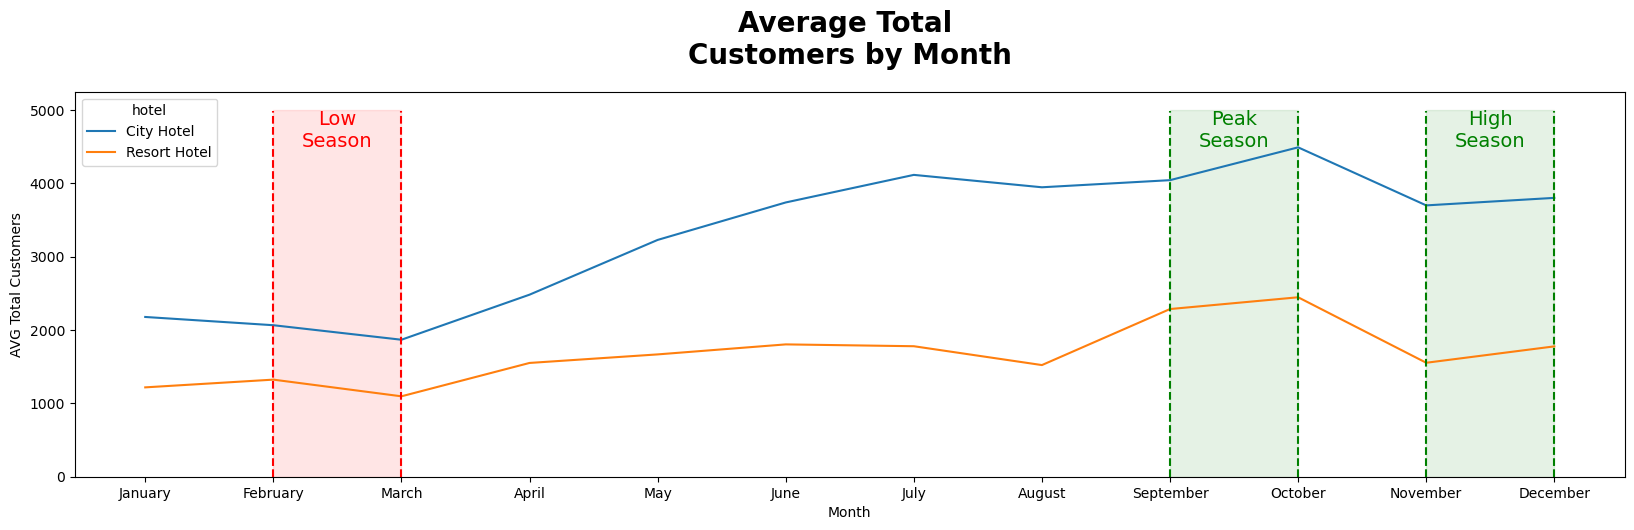 Average Total
Customers by Month
hotel
City Hotel
Resort Hotel
Low
Season
Peak
Season
High
Season
5000
4000
3000
2000
1000
0
AVG Total Customers
January February March April May June July August September October November December
Month